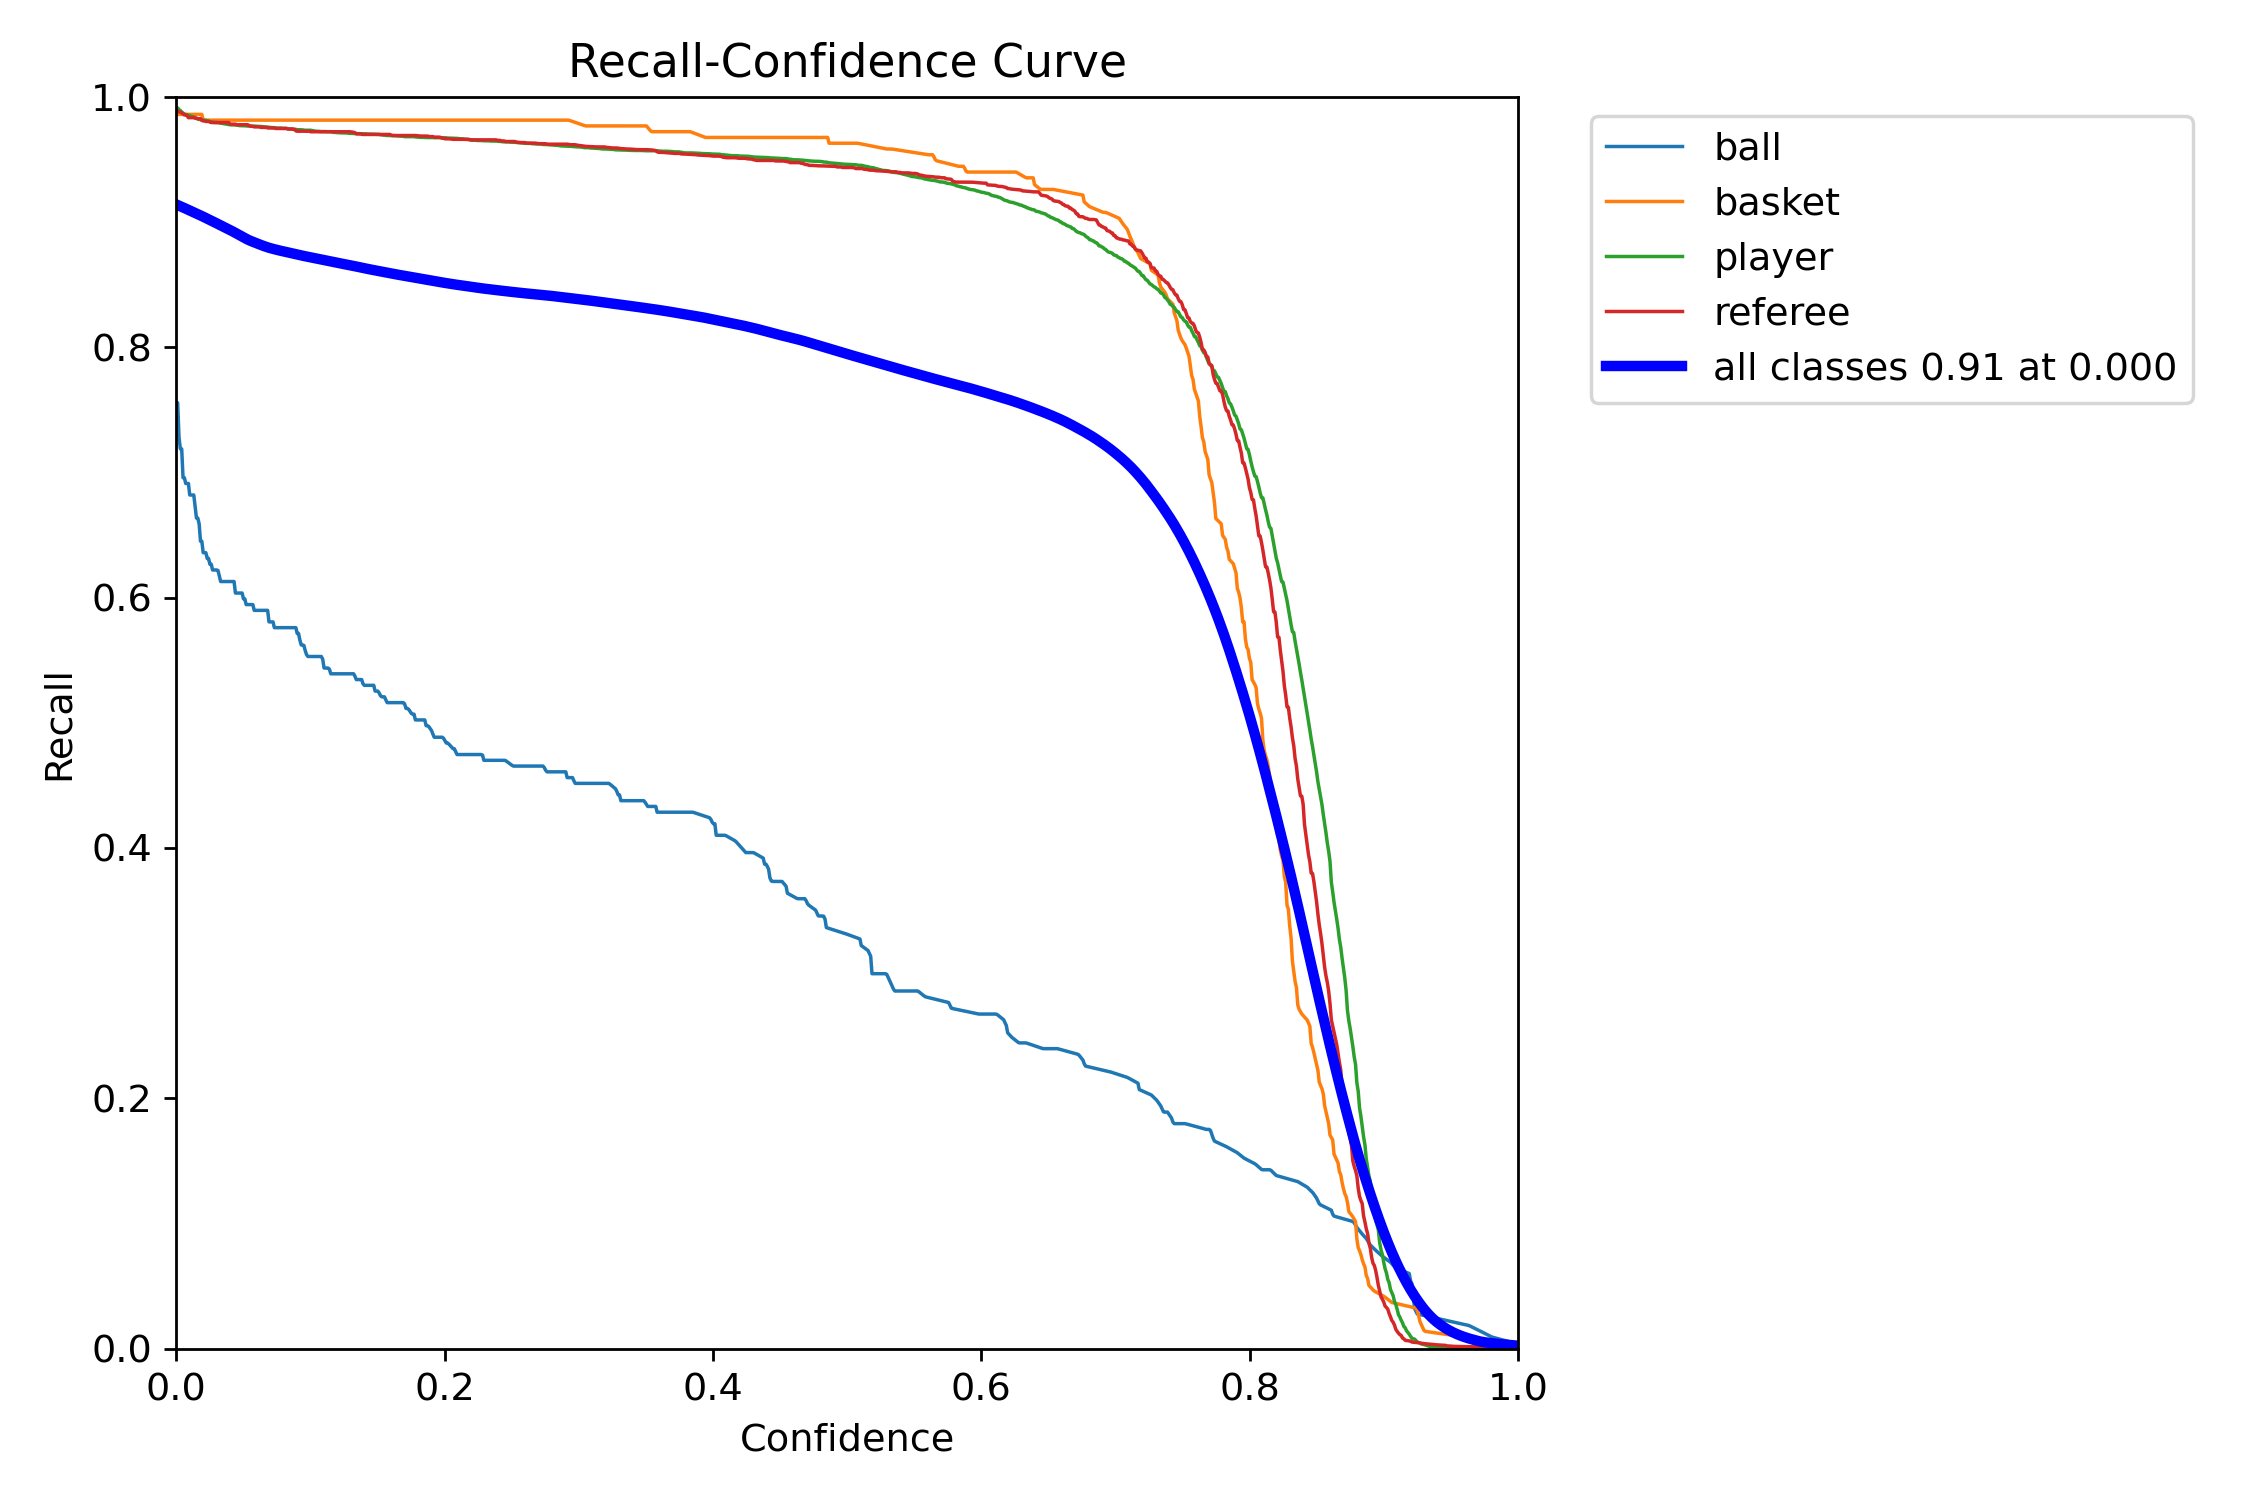 Recall-Confidence Curve
1.0
0.8
0.6
0.4
0.2
0.0
Recall
0.0 0.2 0.4 0.6 0.8 1.0
Confidence
ball
basket
player
referee
all classes 0.91 at 0.000